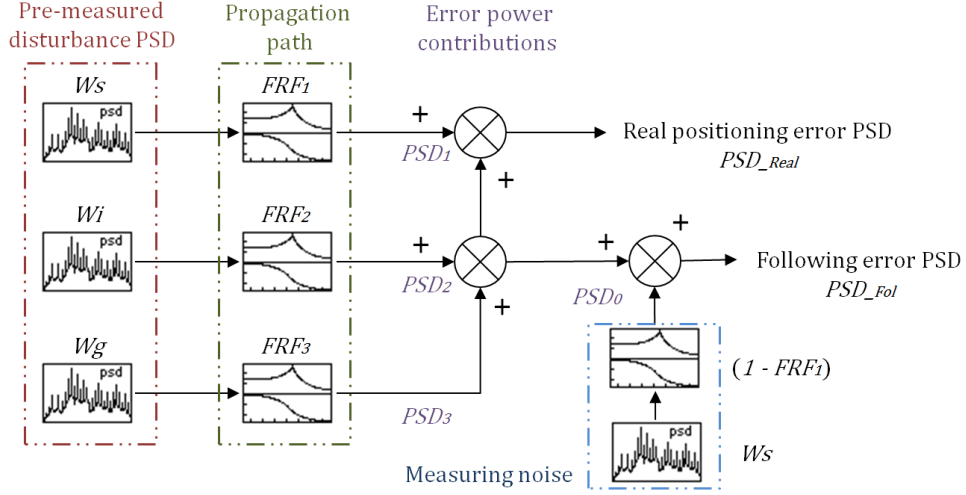 Pre-measured
disturbance PSD
Propagation
path
Error power
contributions
Ws
psd
FRF1
+
PSD1
Real positioning error PSD
PSD_Real
+
Wi
psd
FRF2
+
PSD2
+
+
+
PSD0
Following error PSD
PSD_Fol
Wg
psd
FRF3
PSD3
(1 - FRF1)
psd
Ws
Measuring noise